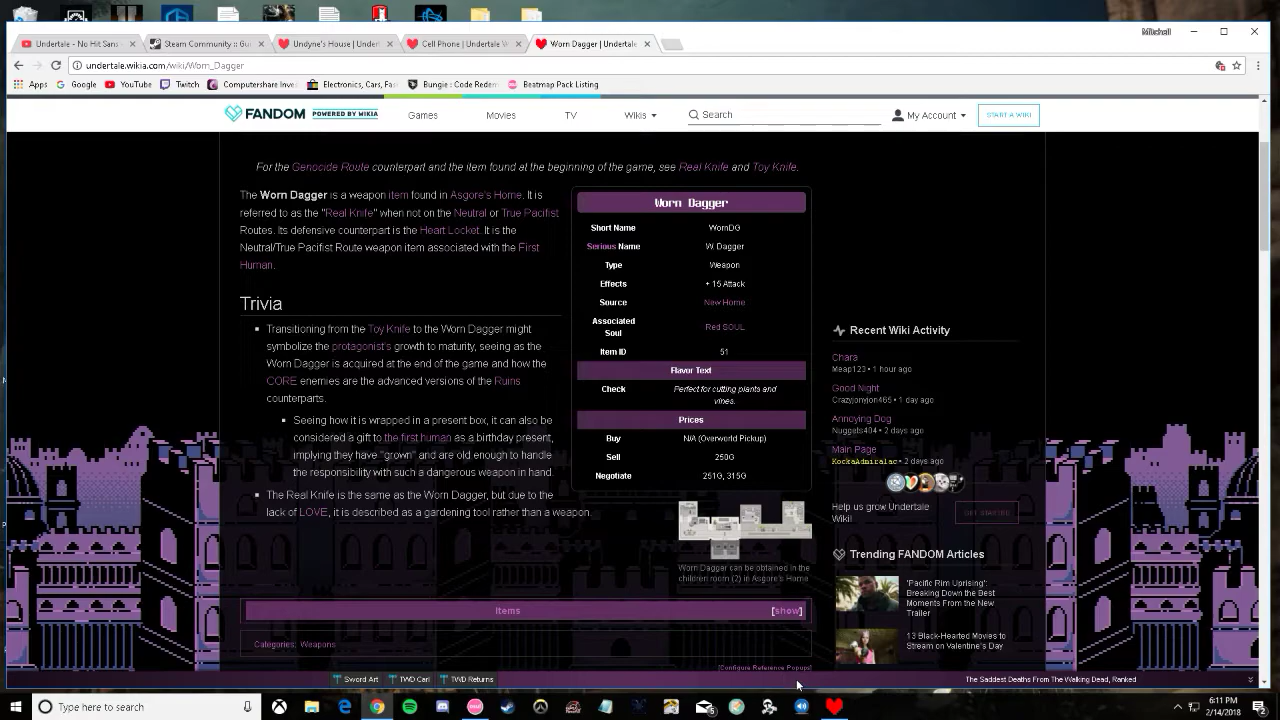 Mitchell
Undertale - No Hit Sans
Steam Community :: Gu
Undyne's House | Undert
Cell Phone | Undertale W
Worn Dagger | Undertale
undertale.wikia.com/wiki/Worn_Dagger
Apps Google YouTube Twitch Computershare Inves Electronics, Cars, Fas Bungie : Code Redem Beatmap Pack Listing
FANDOM POWERED BY WIKIA Games Movies TV Wikis Search My Account START A WIKI
For the Genocide Route counterpart and the item found at the beginning of the game, see Real Knife and Toy Knife.
The Worn Dagger is a weapon item found in Asgore's Home. It is
referred to as the "Real Knife" when not on the Neutral or True Pacifist
Routes. Its defensive counterpart is the Heart Locket. It is the
Neutral/True Pacifist Route weapon item associated with the First
Human.
Trivia
Transitioning from the Toy Knife to the Worn Dagger might
symbolize the protagonist's growth to maturity, seeing as the
Worn Dagger is acquired at the end of the game and how the
CORE enemies are the advanced versions of the Ruins
counterparts.
Seeing how it is wrapped in a present box, it can also be
considered a gift to the first human as a birthday present,
implying they have "grown" and are old enough to handle
the responsibility with such a dangerous weapon in hand.
The Real Knife is the same as the Worn Dagger, but due to the
lack of LOVE, it is described as a gardening tool rather than a weapon.
Worn Dagger
Short Name WornDG
Serious Name W. Dagger
Type Weapon
Effects + 15 Attack
Source New Home
Associated
Soul Red SOUL
Item ID 51
Flavor Text
Check Perfect for cutting plants and
vines.
Prices
Buy N/A (Overworld Pickup)
Sell 250G
Negotiate 251G, 315G
Worn Dagger can be obtained in the
children room (2) in Asgore's Home
Items [show]
Categories: Weapons
[Configure Reference Popups]
Recent Wiki Activity
Chara
Meap123 • 1 hour ago
Good Night
Crazyjonyjon465 • 1 day ago
Annoying Dog
Nuggets404 • 2 days ago
Main Page
KockaAdmiralac • 2 days ago
Help us grow Undertale
Wiki!
GET STARTED
Trending FANDOM Articles
'Pacific Rim Uprising':
Breaking Down the Best
Moments From the New
Trailer
13 Black-Hearted Movies to
Stream on Valentine's Day
Sword Art TWD Carl TWD Returns
The Saddest Deaths From The Walking Dead, Ranked
Type here to search
6:11 PM
2/14/2018